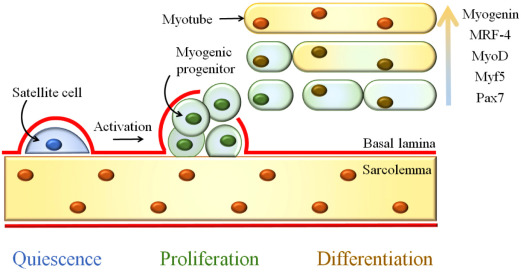 Myotube
Myogenin
MRF-4
MyoD
Myf5
Pax7
Myogenic
progenitor
Satellite cell
Activation
Basal lamina
Sarcolemma
Quiescence
Proliferation
Differentiation